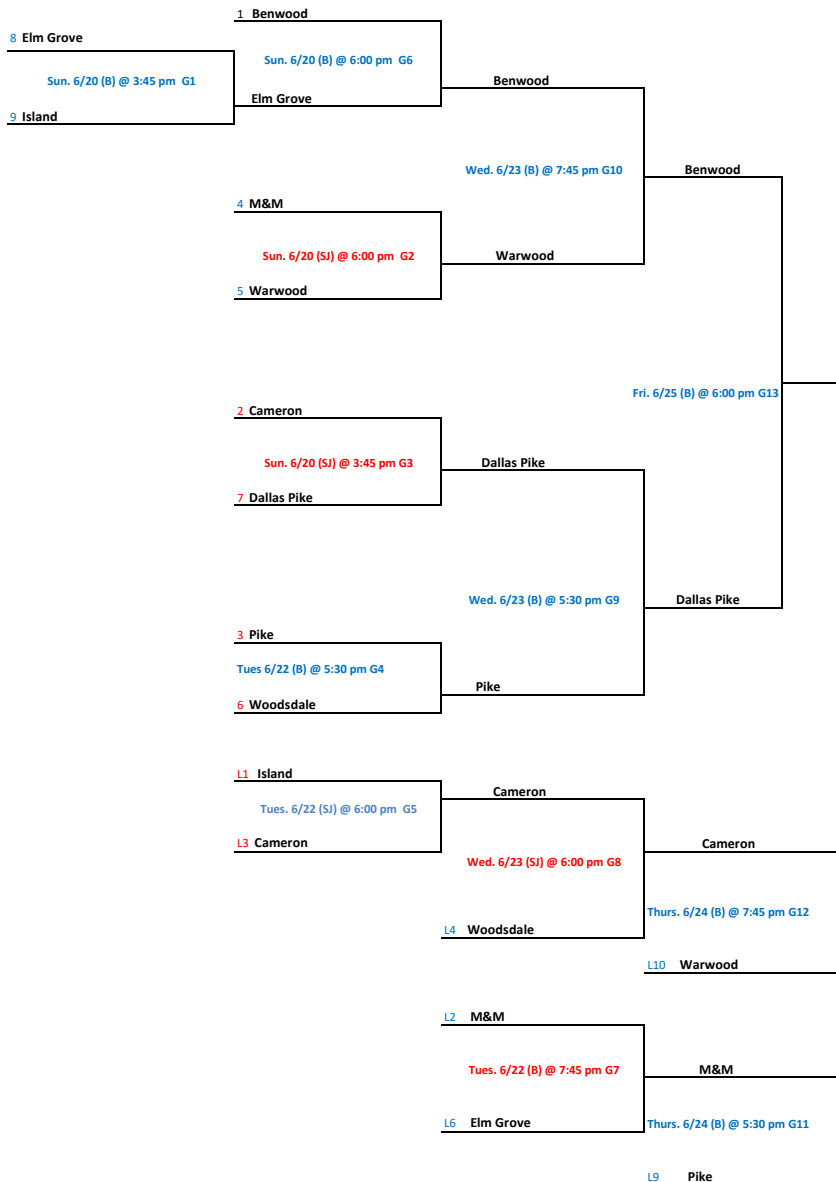 1 Benwood
8 Elm Grove
Sun. 6/20 (B) @ 6:00 pm G6
Sun. 6/20 (B) @ 3:45 pm G1
Benwood
Elm Grove
9 Island
Wed. 6/23 (B) @ 7:45 pm G10
Benwood
4 M&M
Sun. 6/20 (SJ) @ 6:00 pm G2
Warwood
5 Warwood
Fri. 6/25 (B) @ 6:00 pm G13
2 Cameron
Sun. 6/20 (SJ) @ 3:45 pm G3
Dallas Pike
7 Dallas Pike
Wed. 6/23 (B) @ 5:30 pm G9
Dallas Pike
3 Pike
Tues 6/22 (B) @ 5:30 pm G4
Pike
6 Woodsdale
L1 Island
Cameron
Tues. 6/22 (SJ) @ 6:00 pm G5
L3 Cameron
Cameron
Wed. 6/23 (SJ) @ 6:00 pm G8
Thurs. 6/24 (B) @ 7:45 pm G12
L4 Woodsdale
L10 Warwood
L2 M&M
Tues. 6/22 (B) @ 7:45 pm G7
M&M
L6 Elm Grove
Thurs. 6/24 (B) @ 5:30 pm G11
L9 Pike